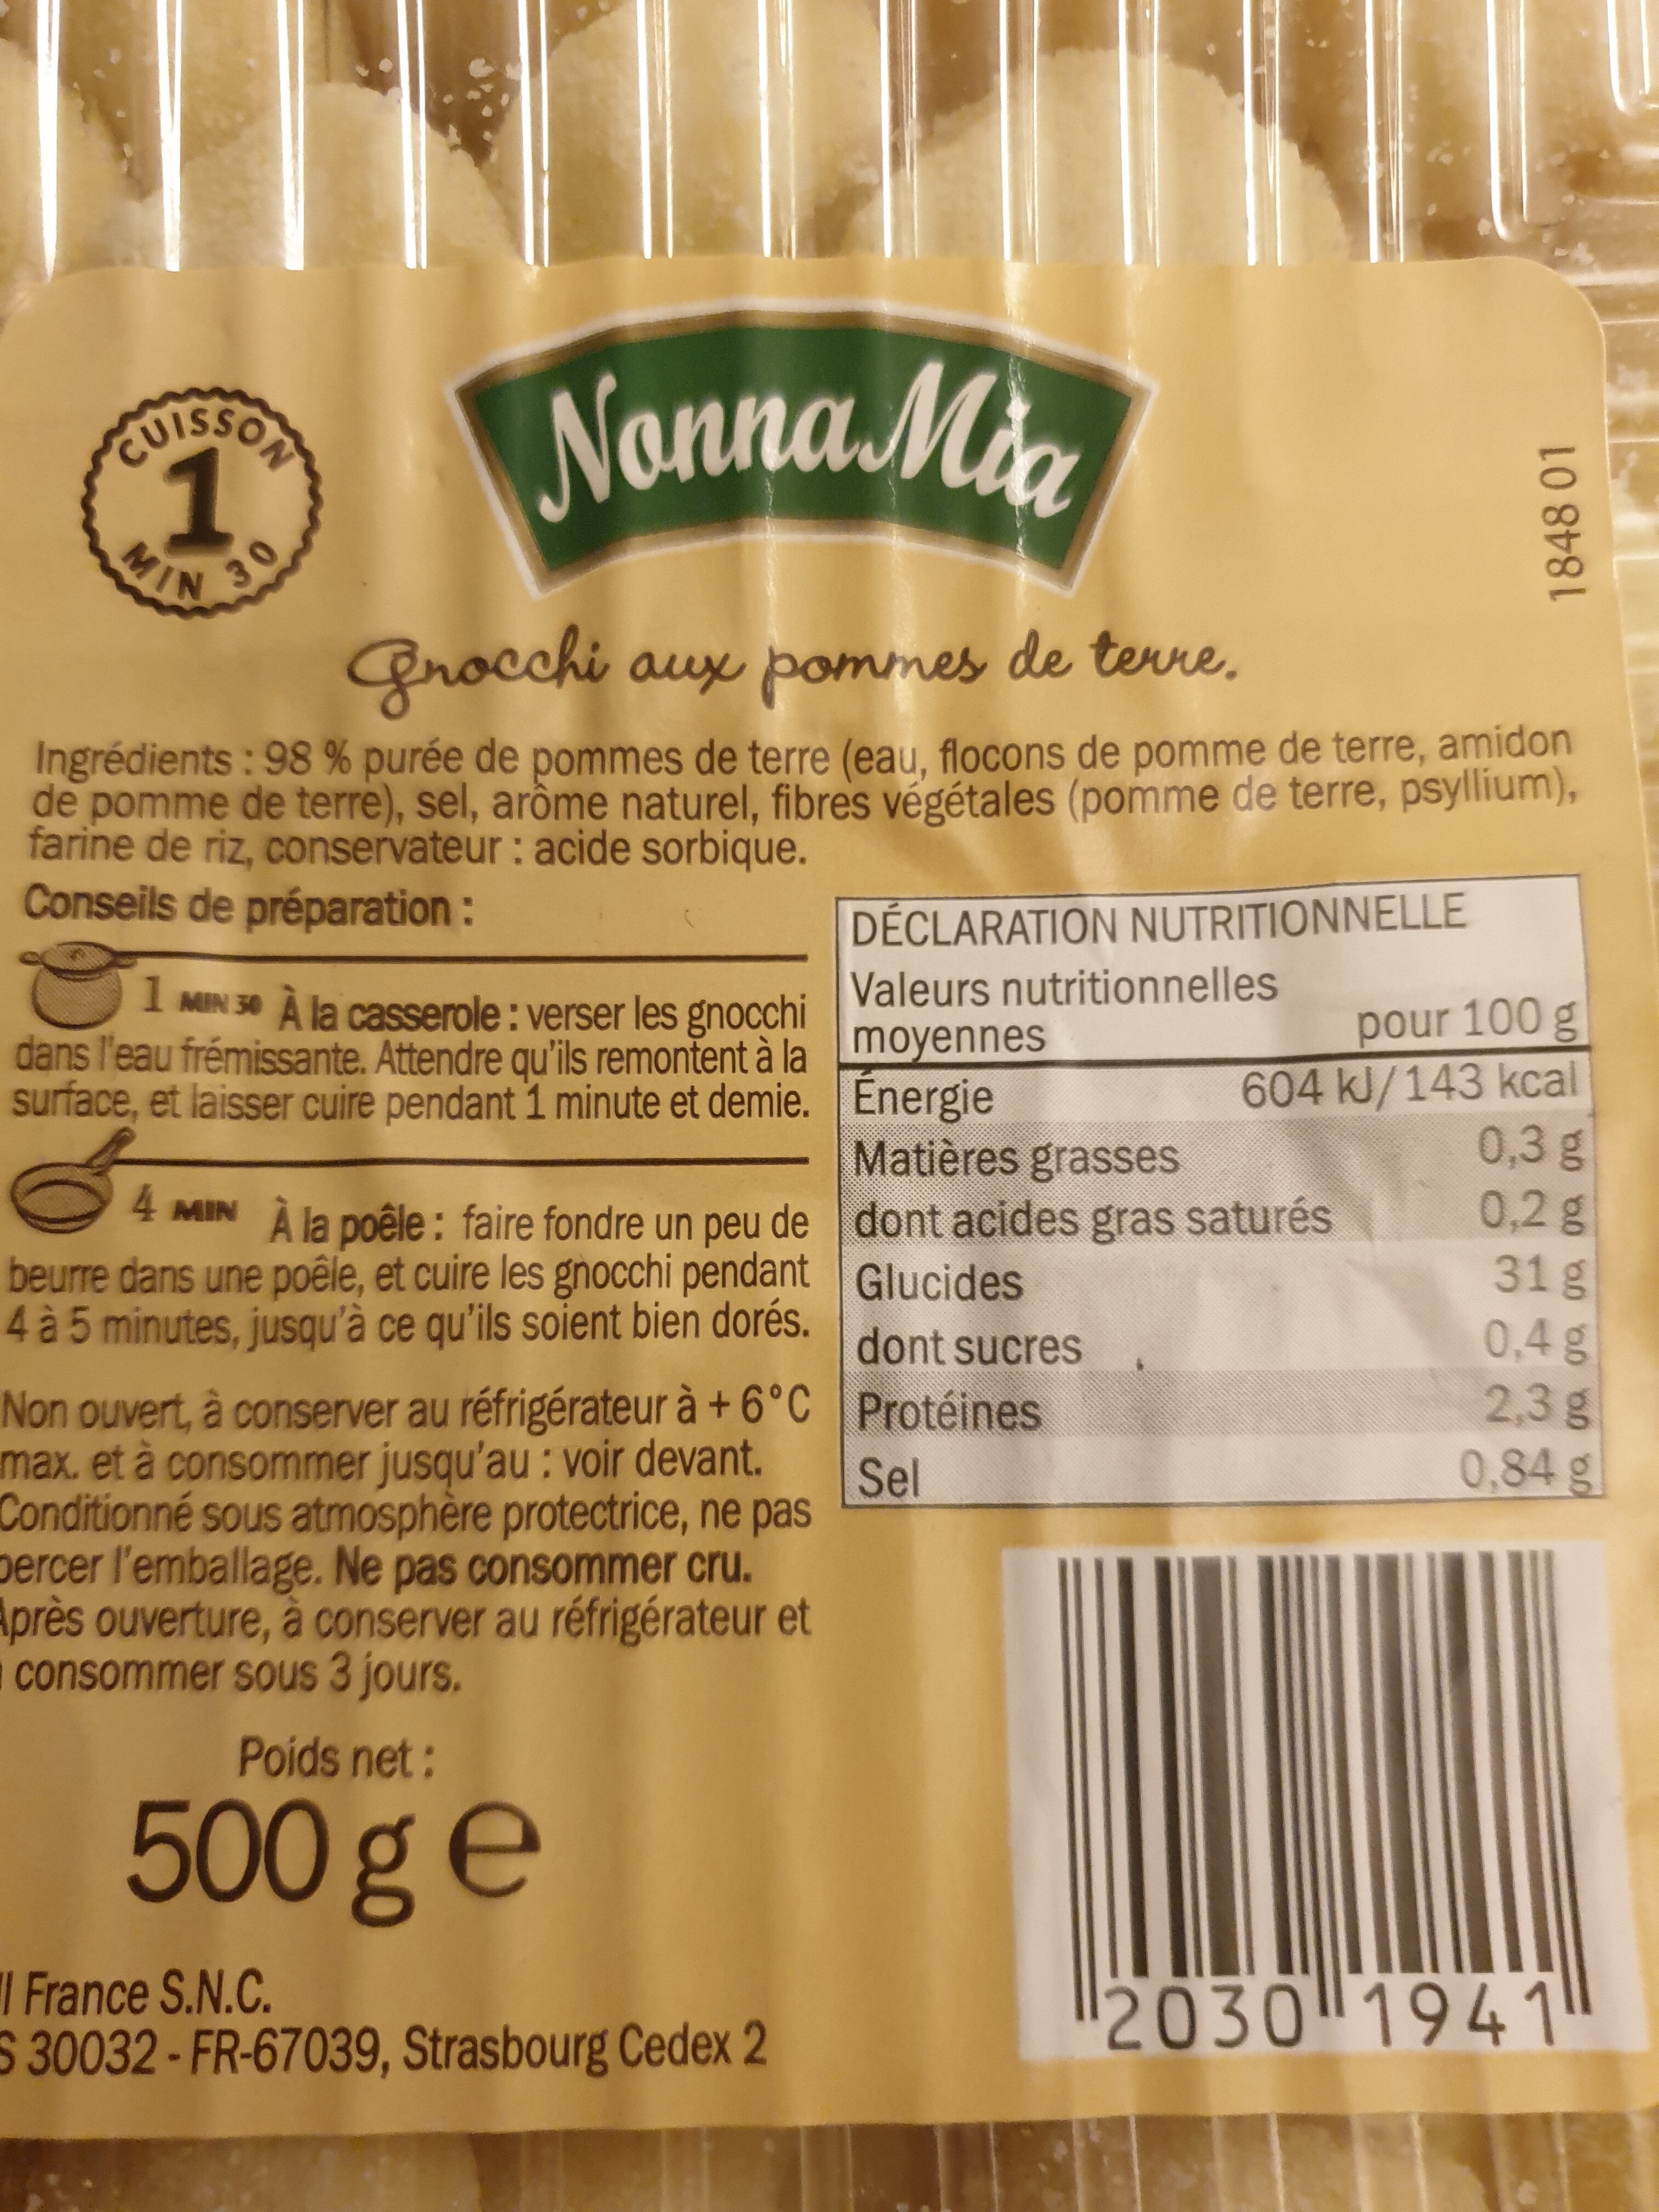 CUISSON
1
MIN 30
Nonna Mia
1848 01
Gnocchi aux pommes de terre.
Ingrédients : 98 % purée de pommes de terre (eau, flocons de pomme de terre, amidon
de pomme de terre), sel, arôme naturel, fibres végétales (pomme de terre, psyllium),
farine de riz, conservateur : acide sorbique.
Conseils de préparation :
1 MIN 30 À la casserole : verser les gnocchi
dans l'eau frémissante. Attendre qu'ils remontent à la
surface, et laisser cuire pendant 1 minute et demie.
4 MIN À la poêle : faire fondre un peu de
beurre dans une poêle, et cuire les gnocchi pendant
4 à 5 minutes, jusqu'à ce qu'ils soient bien dorés.
Non ouvert, à conserver au réfrigérateur à + 6°C
max. et à consommer jusqu'au : voir devant.
Conditionné sous atmosphère protectrice, ne pas
percer l'emballage. Ne pas consommer cru.
Après ouverture, à conserver au réfrigérateur et
consommer sous 3 jours.
Poids net :
500 g e
France S.N.C.
30032 - FR-67039, Strasbourg Cedex 2
DÉCLARATION NUTRITIONNELLE
Valeurs nutritionnelles
moyennes pour 100 g
Énergie 604 kJ/143 kcal
Matières grasses 0,3 g
dont acides gras saturés 0,2 g
Glucides 31 g
dont sucres 0,4 g
Protéines 2,3 g
Sel 0,84 g
2030 1941